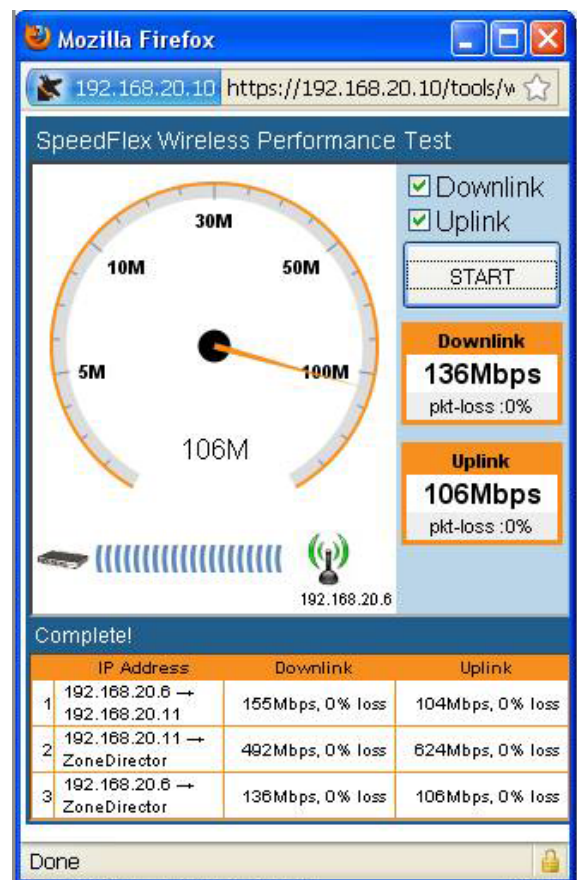 Mozilla Firefox
192.168.20.10 https://192.168.20.10/tools/w
SpeedFlex Wireless Performance Test
Downlink
Uplink
START
30M
10M
50M
5M
100M
106M
Downlink
136Mbps
pkt-loss :0%
Uplink
106Mbps
pkt-loss :0%
192.168.20.6
Complete!
IP Address Downlink Uplink
1 192.168.20.6 → 192.168.20.11 155Mbps, 0% loss 104Mbps, 0% loss
2 192.168.20.11 → ZoneDirector 492Mbps, 0% loss 624Mbps, 0% loss
3 192.168.20.6 → ZoneDirector 136Mbps, 0% loss 106Mbps, 0% loss
Done